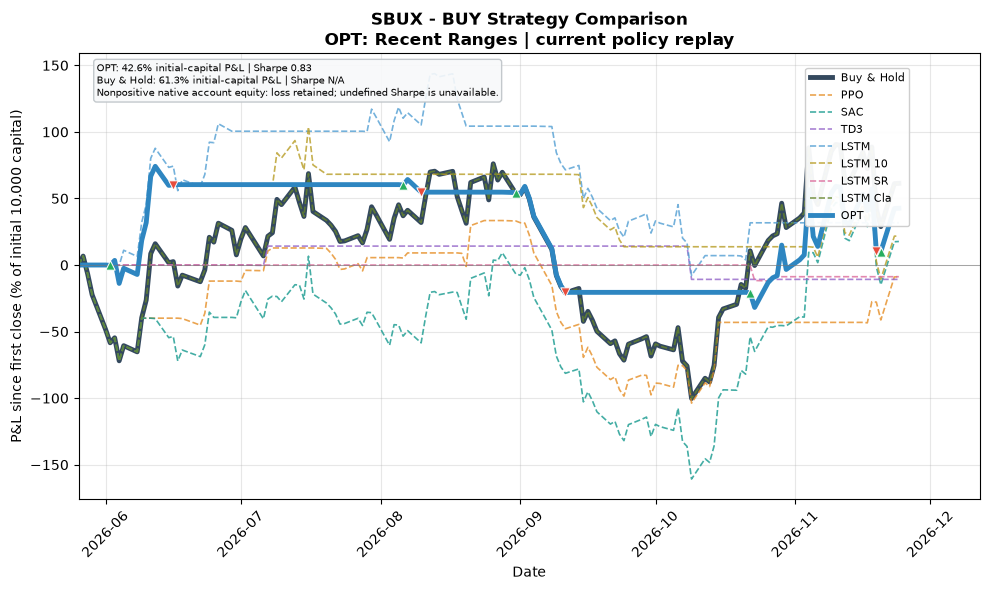 SBUX - BUY Strategy Comparison
OPT: Recent Ranges | current policy replay
OPT: 42.6% initial-capital P&L | Sharpe 0.83
Buy & Hold: 61.3% initial-capital P&L | Sharpe N/A
Nonpositive native account equity: loss retained; undefined Sharpe is unavailable.
Buy & Hold
PPO
SAC
TD3
LSTM
LSTM 10
LSTM SR
LSTM Cla
OPT
P&L since first close (% of initial 10,000 capital)
150
100
50
0
−50
−100
−150
2026-06
2026-07
2026-08
2026-09
2026-10
2026-11
2026-12
Date